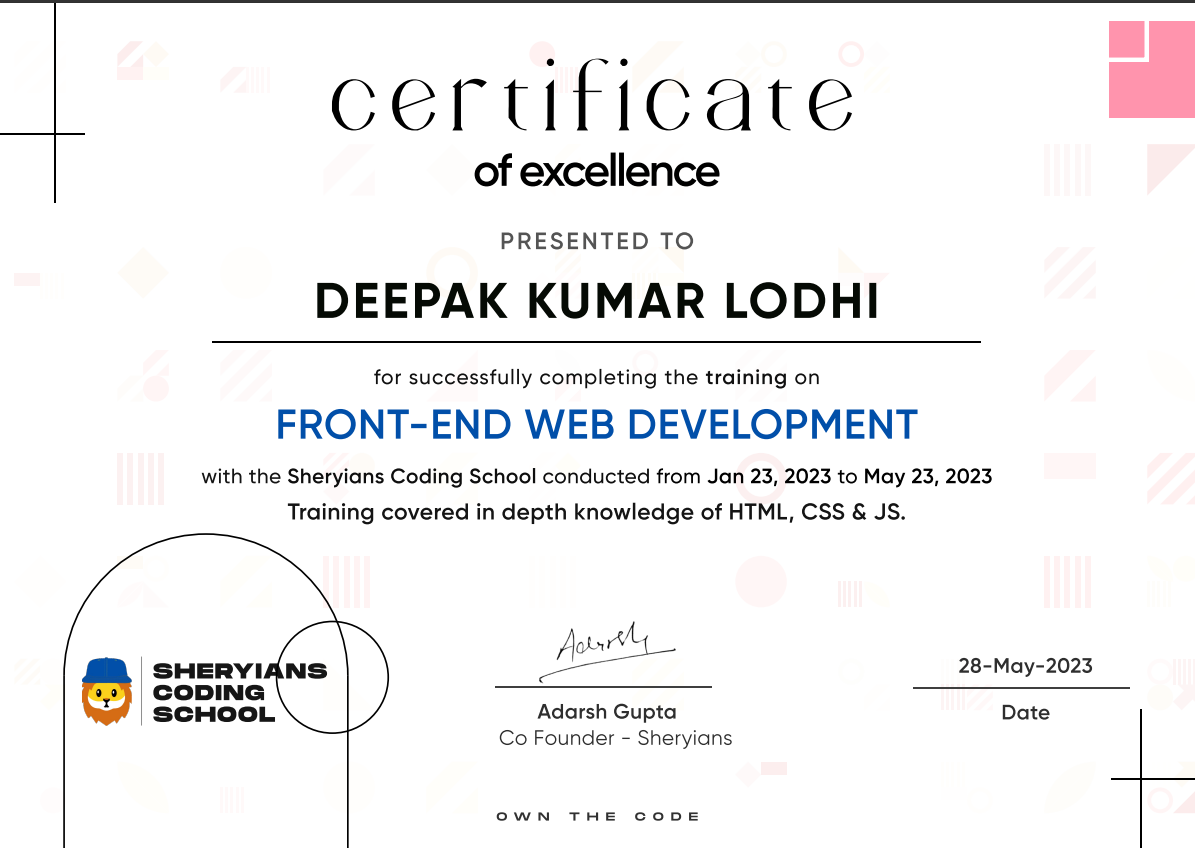 certificate
of excellence
PRESENTED TO
DEEPAK KUMAR LODHI
for successfully completing the training on
FRONT-END WEB DEVELOPMENT
with the Sheryians Coding School conducted from Jan 23, 2023 to May 23, 2023
Training covered in depth knowledge of HTML, CSS & JS.
SHERYIANS
CODING
SCHOOL
Adarsh
Adarsh Gupta
Co Founder - Sheryians
28-May-2023
Date
OWN THE CODE